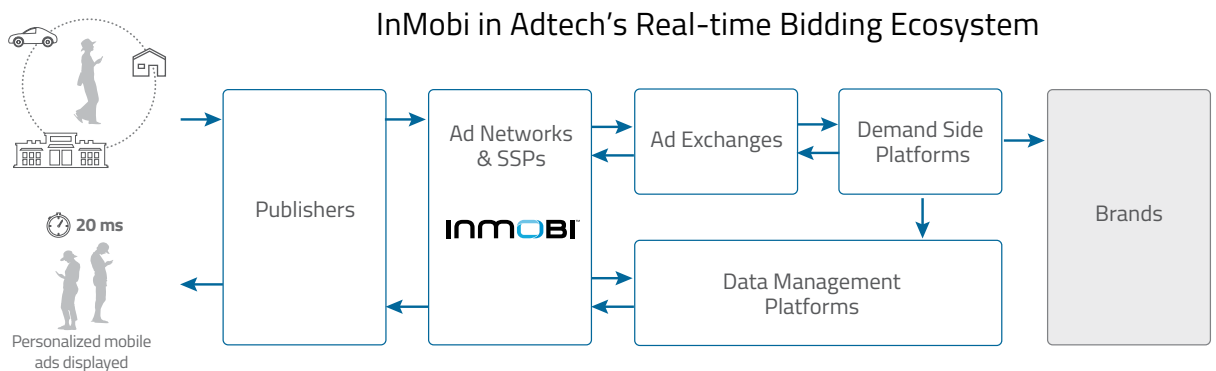 InMobi in Adtech's Real-time Bidding Ecosystem
20 ms
Personalized mobile
ads displayed
Publishers
Ad Networks
& SSPs
INMOBI™
Ad Exchanges
Demand Side
Platforms
Data Management
Platforms
Brands